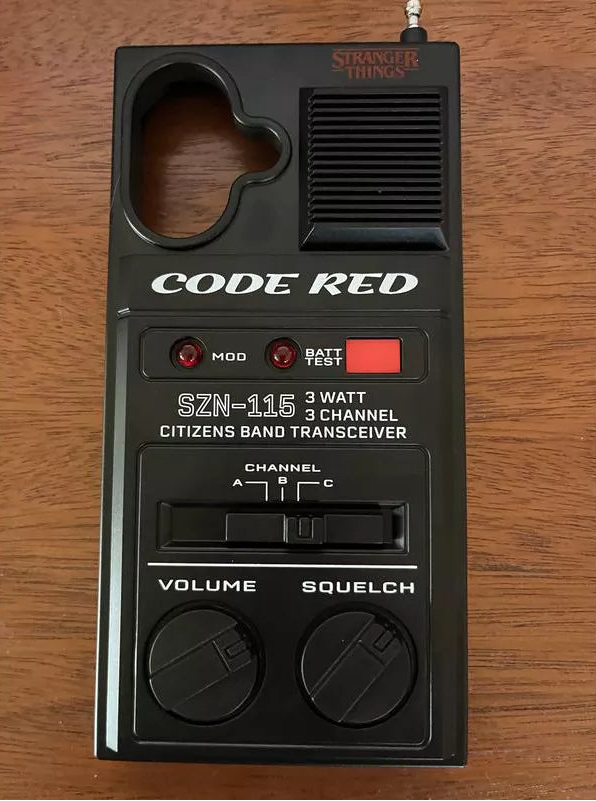 STRANGER
THINGS
CODE RED
MOD
BATT
TEST
SZN-115
3 WATT
3 CHANNEL
CITIZENS BAND TRANSCEIVER
CHANNEL
A B C
VOLUME SQUELCH